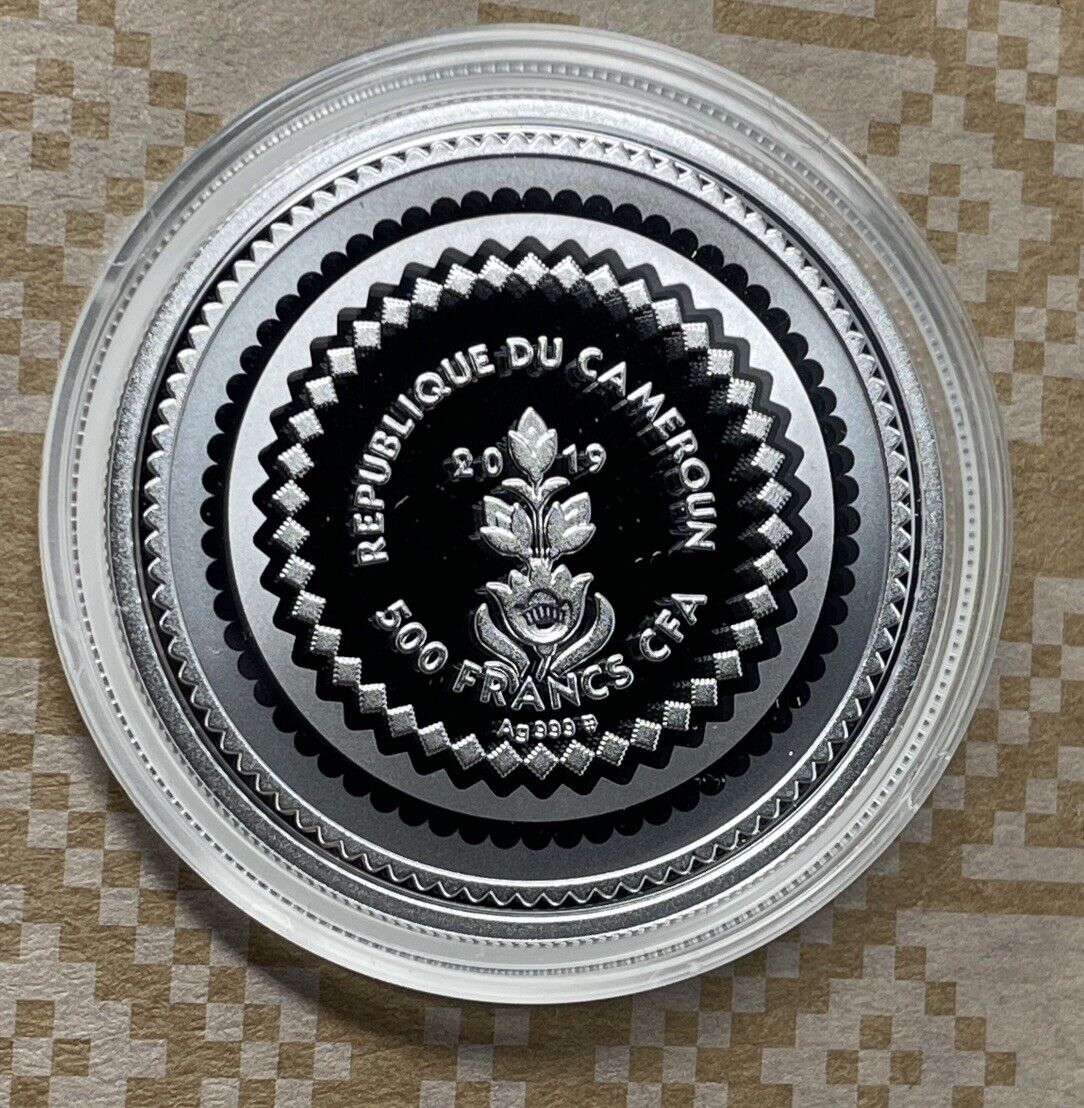 REPUBLIQUE DU CAMEROUN
2019
500 FRANCS CFA
Ag 999